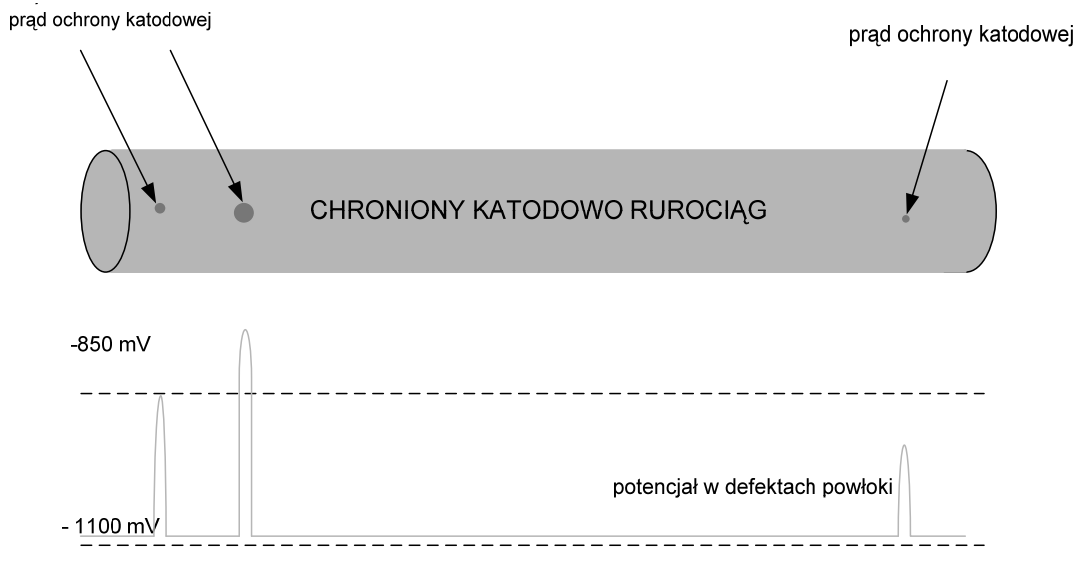 prąd ochrony katodowej
prąd ochrony katodowej
CHRONIONY KATODOWO RUROCIĄG
-850 mV
potencjał w defektach powłoki
- 1100 mV